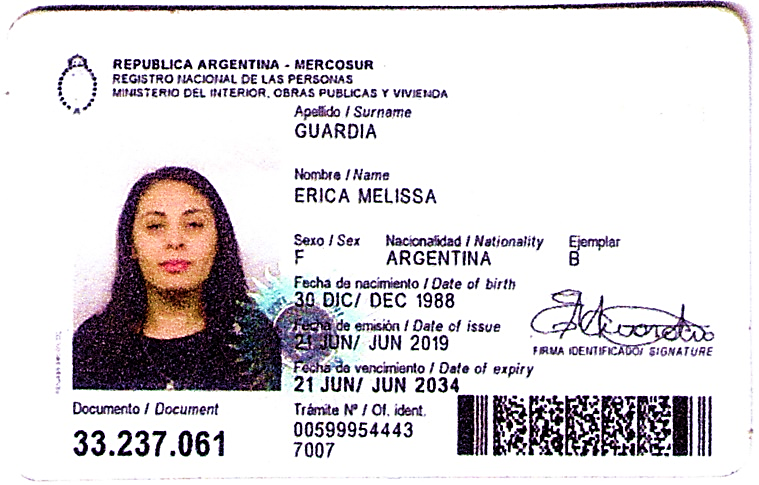 REPUBLICA ARGENTINA - MERCOSUR
REGISTRO NACIONAL DE LAS PERSONAS
MINISTERIO DEL INTERIOR, OBRAS PUBLICAS Y VIVIENDA
Apellido / Surname
GUARDIA
Nombre / Name
ERICA MELISSA
Sexo / Sex Nacionalidad / Nationality Ejemplar
F ARGENTINA B
Fecha de nacimiento / Date of birth
30 DIC/ DEC 1988
Fecha de emisión / Date of issue
21 JUN/ JUN 2019
FIRMA IDENTIFICADO/ SIGNATURE
Fecha de vencimiento / Date of expiry
21 JUN/ JUN 2034
Documento / Document Trámite Nº / Of. ident.
33.237.061 00599954443
7007